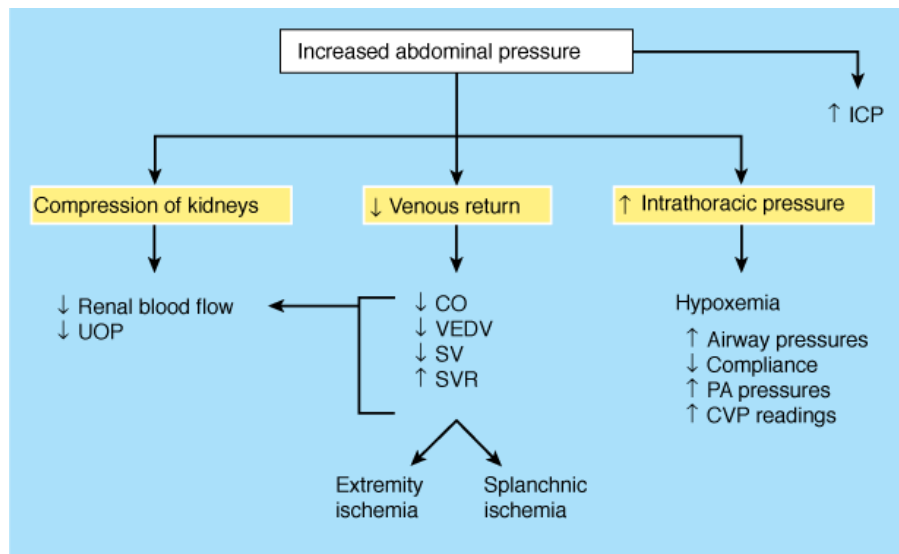 Increased abdominal pressure
↑ ICP
Compression of kidneys
↓ Venous return
↑ Intrathoracic pressure
↓ Renal blood flow
↓ UOP
↓ CO
↓ VEDV
↓ SV
↑ SVR
Hypoxemia
↑ Airway pressures
↓ Compliance
↑ PA pressures
↑ CVP readings
Extremity
ischemia
Splanchnic
ischemia